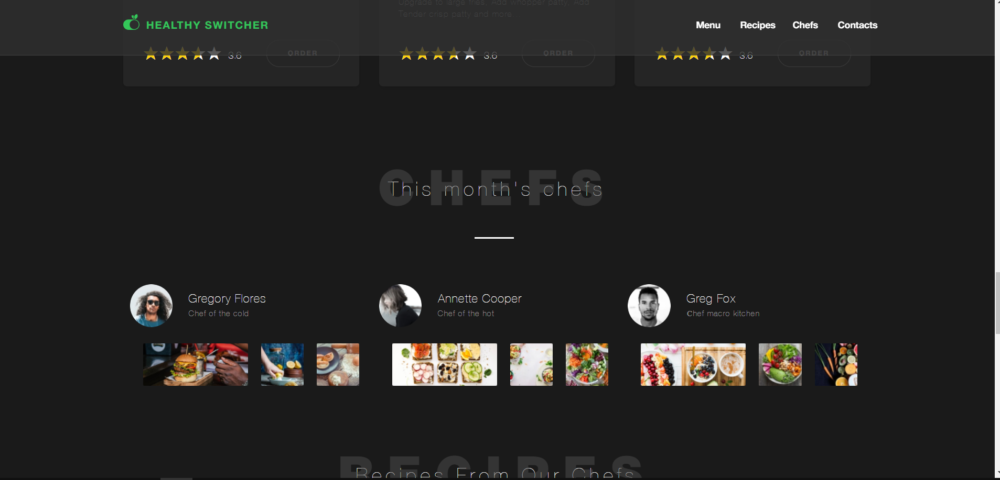 Upgrade to large fries, Add whopper patty, Add
Tender crisp patty and more...
HEALTHY SWITCHER
Menu Recipes Chefs Contacts
3.6 ORDER
3.6 ORDER
3.6 ORDER
CHEFS
This month's chefs
Gregory Flores
Chef of the cold
Annette Cooper
Chef of the hot
Greg Fox
Chef macro kitchen
RECIPES
Recipes From Our Chefs